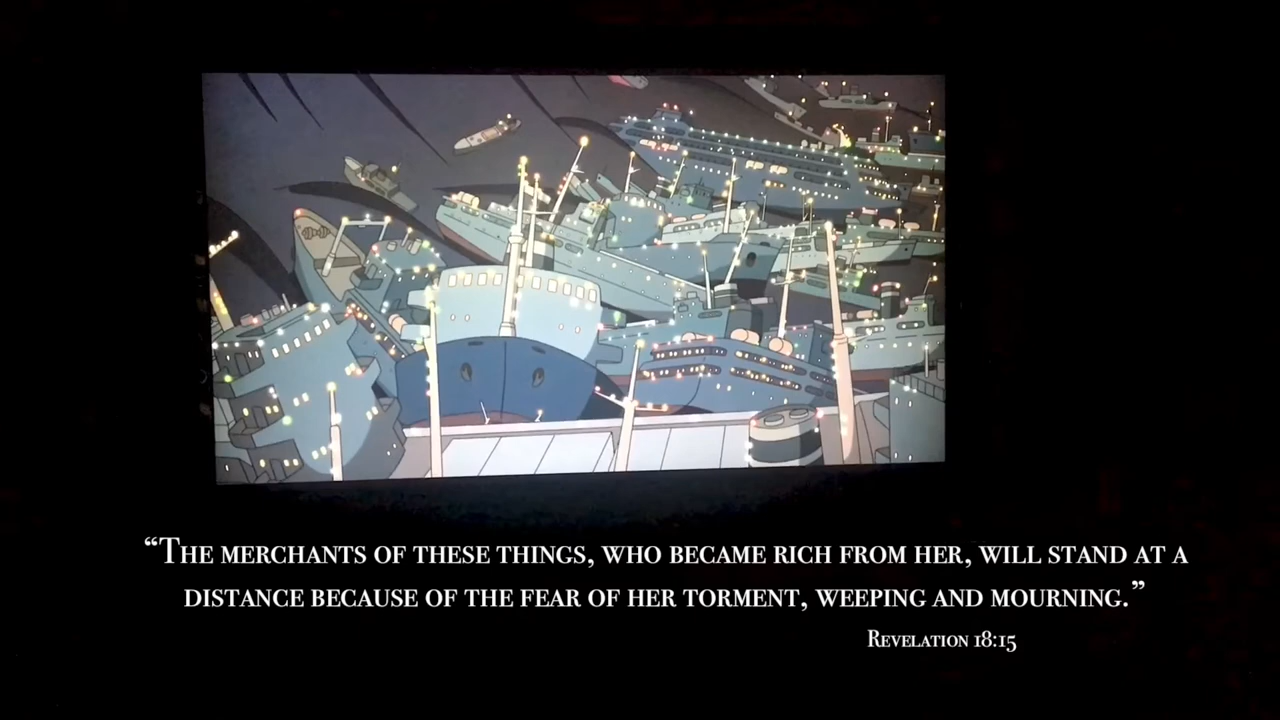 “The merchants of these things, who became rich from her, will stand at a
distance because of the fear of her torment, weeping and mourning.”
Revelation 18:15